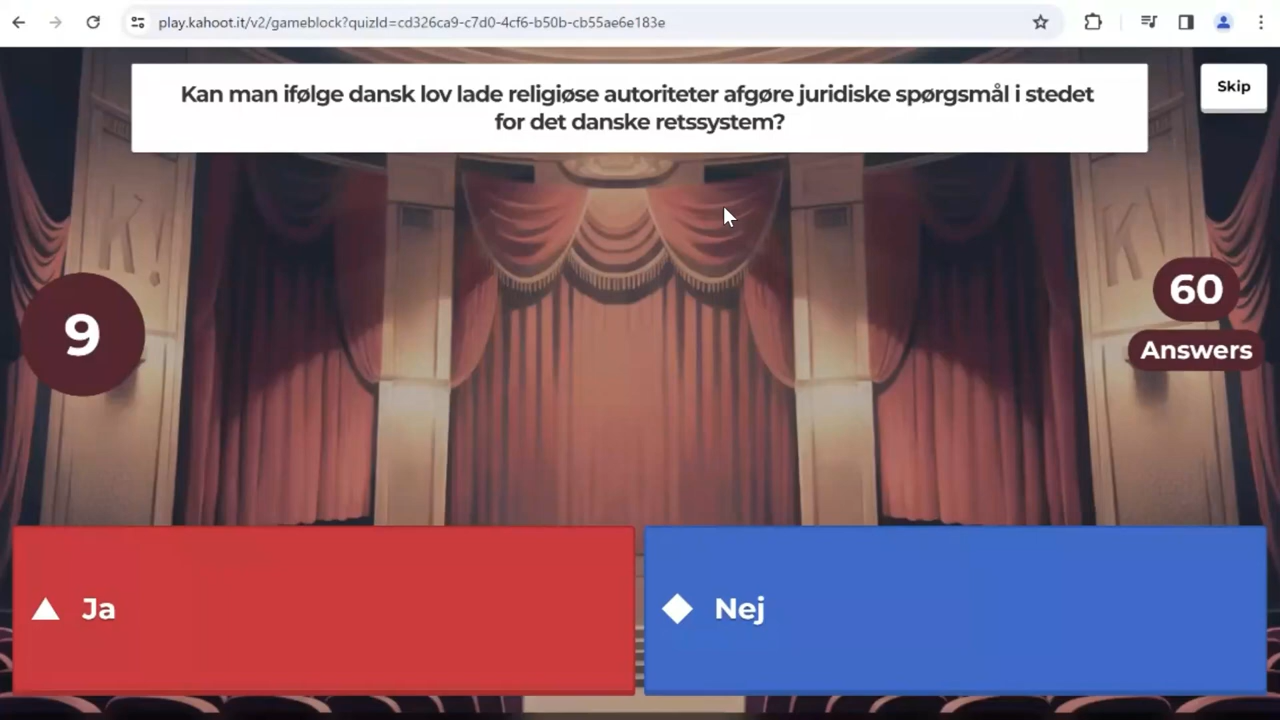 play.kahoot.it/v2/gameblock?quizId=cd326ca9-c7d0-4cf6-b50b-cb55ae6e183e
Kan man ifølge dansk lov lade religiøse autoriteter afgøre juridiske spørgsmål i stedet
for det danske retssystem?
Skip
K!
K!
9
60
Answers
Ja
Nej